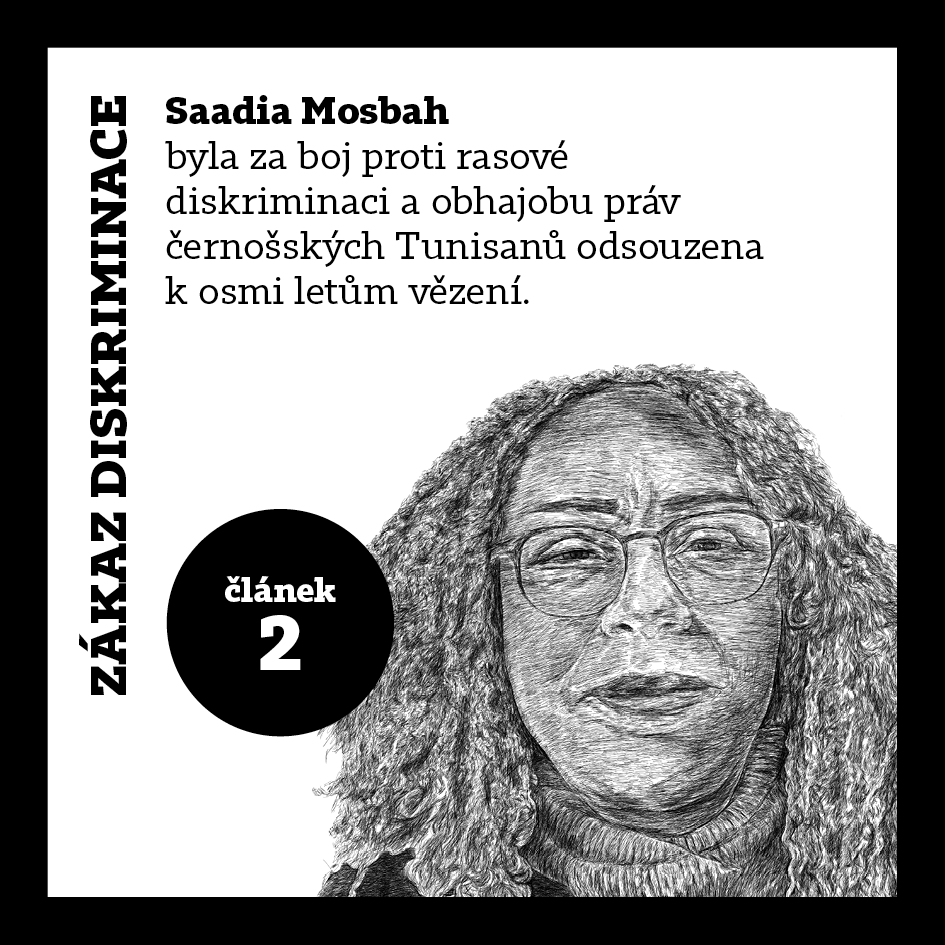 ZÁKAZ DISKRIMINACE
Saadia Mosbah
byla za boj proti rasové
diskriminaci a obhajobu práv
černošských Tunisanů odsouzena
k osmi letům vězení.
článek
2